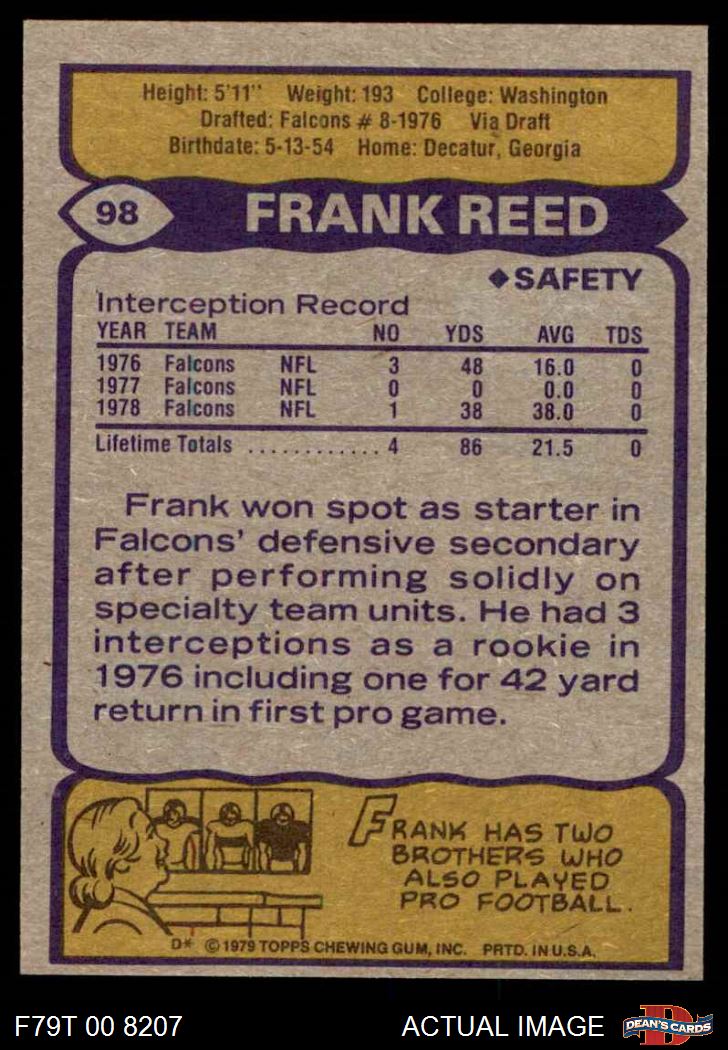 Height: 5'11" Weight: 193 College: Washington
Drafted: Falcons # 8-1976 Via Draft
Birthdate: 5-13-54 Home: Decatur, Georgia
98 FRANK REED
◆SAFETY
Interception Record
YEAR TEAM NO YDS AVG TDS
1976 Falcons NFL 3 48 16.0 0
1977 Falcons NFL 0 0 0.0 0
1978 Falcons NFL 1 38 38.0 0
Lifetime Totals ............ 4 86 21.5 0
Frank won spot as starter in
Falcons' defensive secondary
after performing solidly on
specialty team units. He had 3
interceptions as a rookie in
1976 including one for 42 yard
return in first pro game.
FRANK HAS TWO
BROTHERS WHO
ALSO PLAYED
PRO FOOTBALL.
D* © 1979 TOPPS CHEWING GUM, INC. PRTD. IN U.S.A.
F79T 00 8207 ACTUAL IMAGE D DEAN'S CARDS